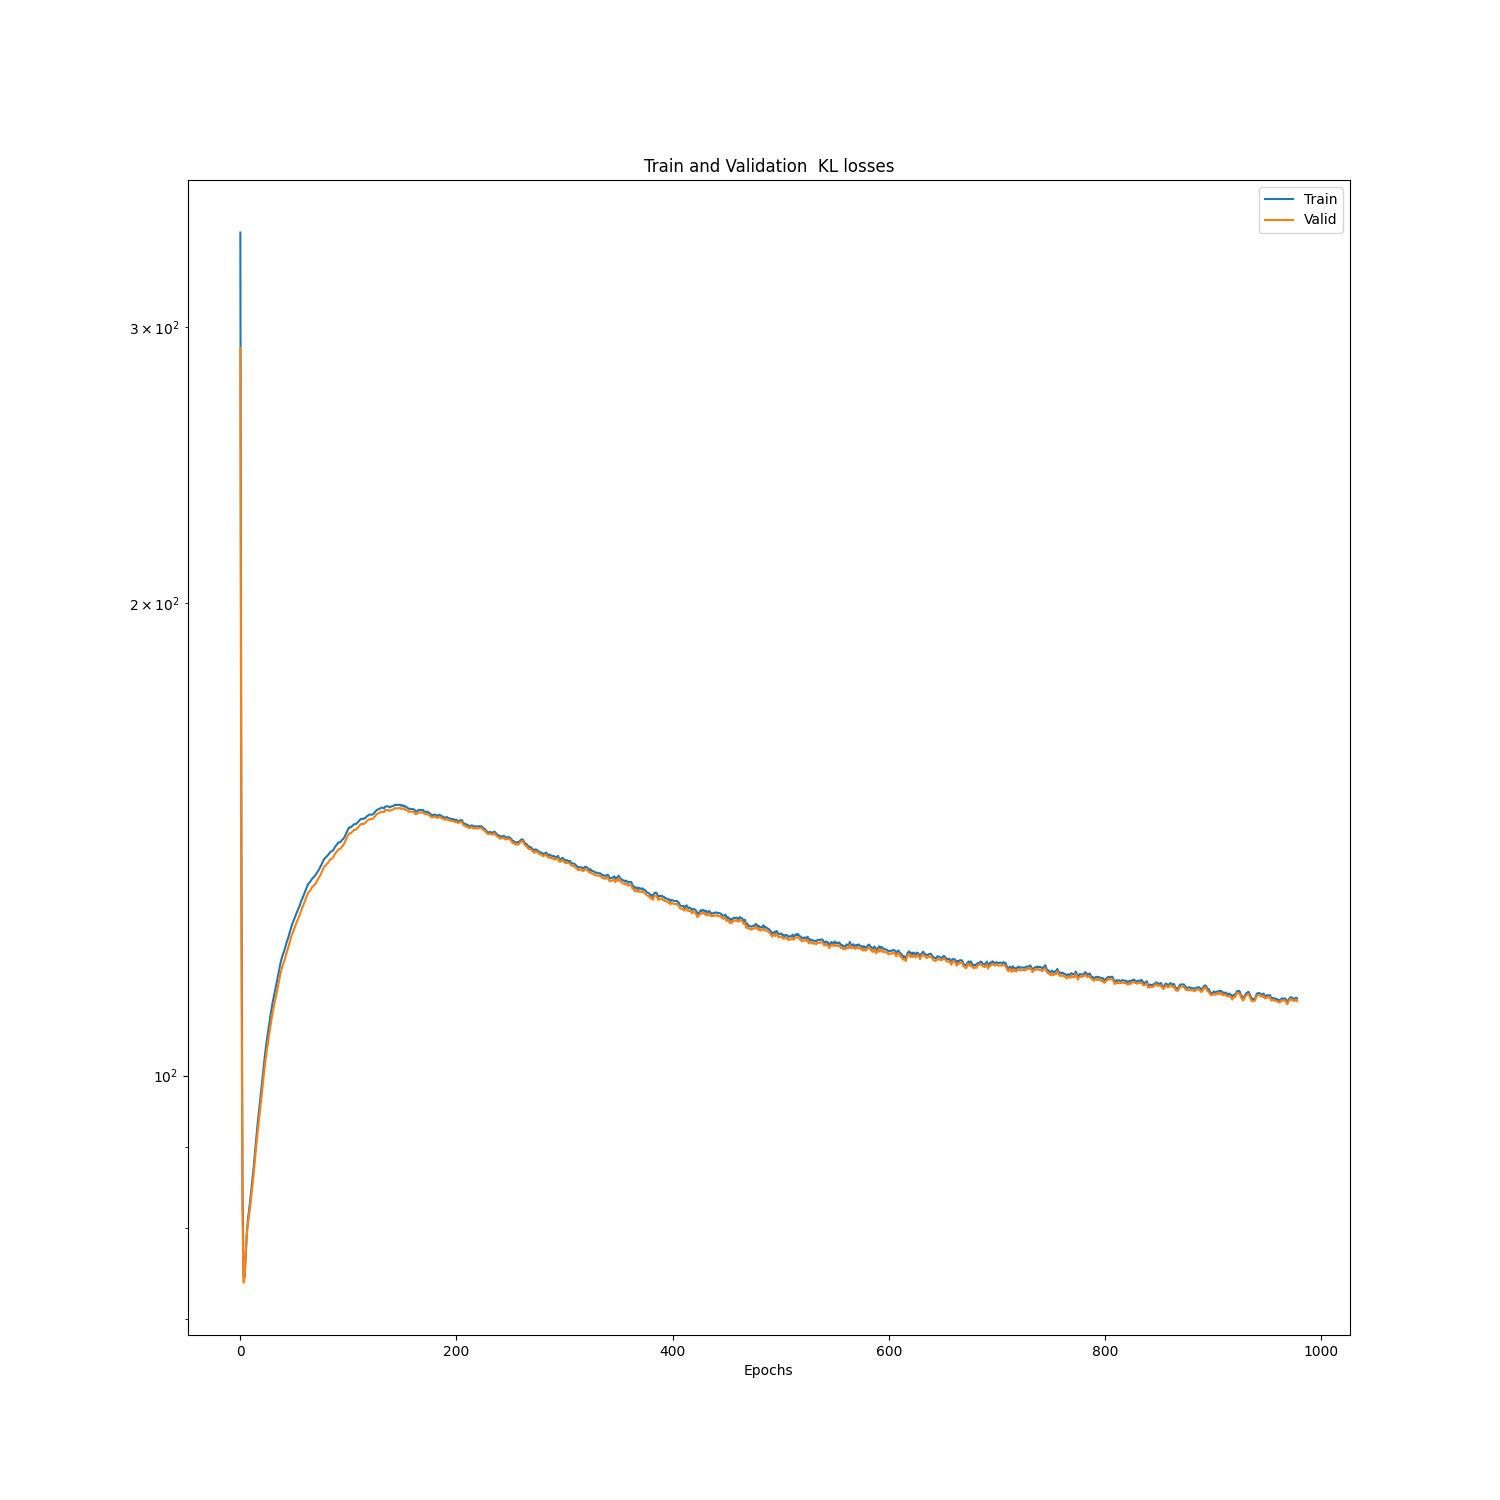 Train and Validation  KL losses
Train
Valid
3 × 10²
2 × 10²
10²
0 200 400 600 800 1000
Epochs